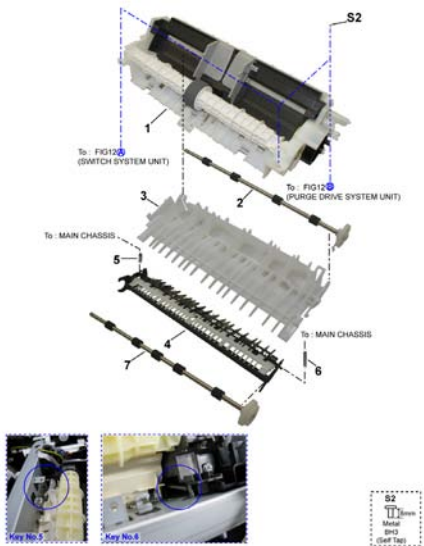 S2
1
To : FIG12 A
(SWITCH SYSTEM UNIT)
To : FIG12
(PURGE DRIVE SYSTEM UNIT)
2
3
To : MAIN CHASSIS
5
To : MAIN CHASSIS
4
6
7
Key No.5
Key No.6
S2
8mm
Metal
BH3
(Self Tap)